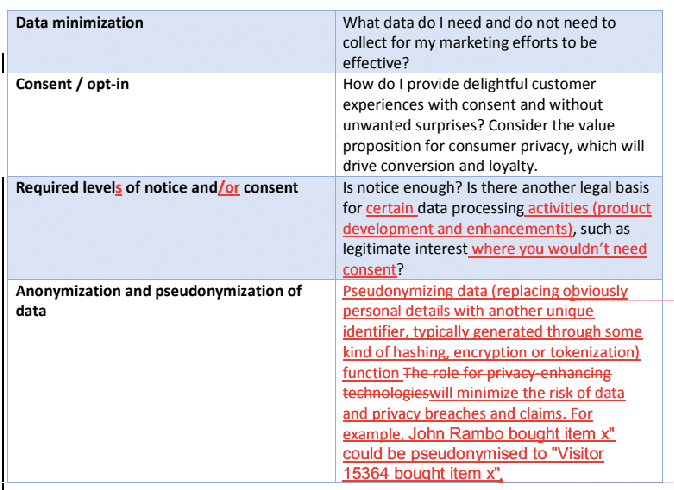 Data minimization
What data do I need and do not need to
collect for my marketing efforts to be
effective?
Consent / opt-in
How do I provide delightful customer
experiences with consent and without
unwanted surprises? Consider the value
proposition for consumer privacy, which will
drive conversion and loyalty.
Required levels of notice and/or consent
Is notice enough? Is there another legal basis
for certain data processing activities (product
development and enhancements), such as
legitimate interest where you wouldn't need
consent?
Anonymization and pseudonymization of
data
Pseudonymizing data (replacing obviously
personal details with another unique
identifier, typically generated through some
kind of hashing, encryption or tokenization)
function The role for privacy-enhancing
technologieswill minimize the risk of data
and privacy breaches and claims. For
example, John Rambo bought item x"
could be pseudonymised to "Visitor
15364 bought item x",